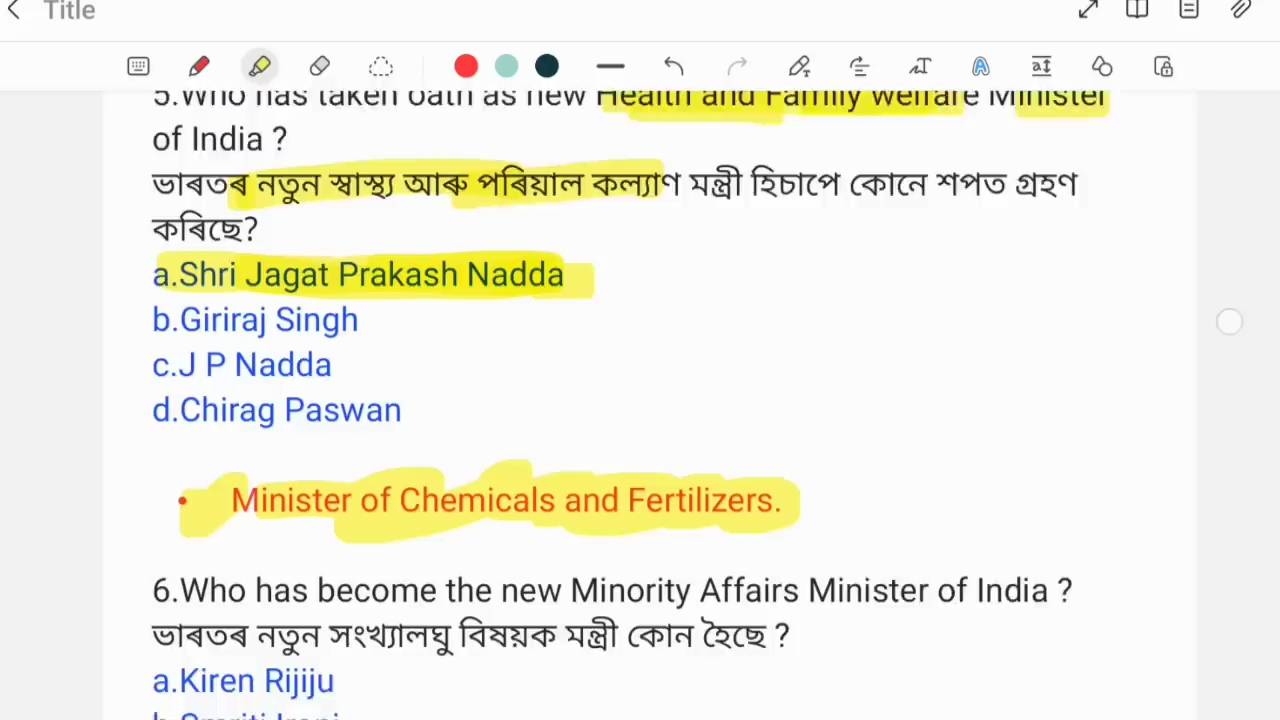 Title
5.Who has taken oath as new Health and Family welfare Minister
of India ?
ভাৰতৰ নতুন স্বাস্থ্য আৰু পৰিয়াল কল্যাণ মন্ত্ৰী হিচাপে কোনে শপত গ্ৰহণ
কৰিছে?
a.Shri Jagat Prakash Nadda
b.Giriraj Singh
c.J P Nadda
d.Chirag Paswan
• Minister of Chemicals and Fertilizers.
6.Who has become the new Minority Affairs Minister of India ?
ভাৰতৰ নতুন সংখ্যালঘু বিষয়ক মন্ত্ৰী কোন হৈছে ?
a.Kiren Rijiju
b.Smriti Irani